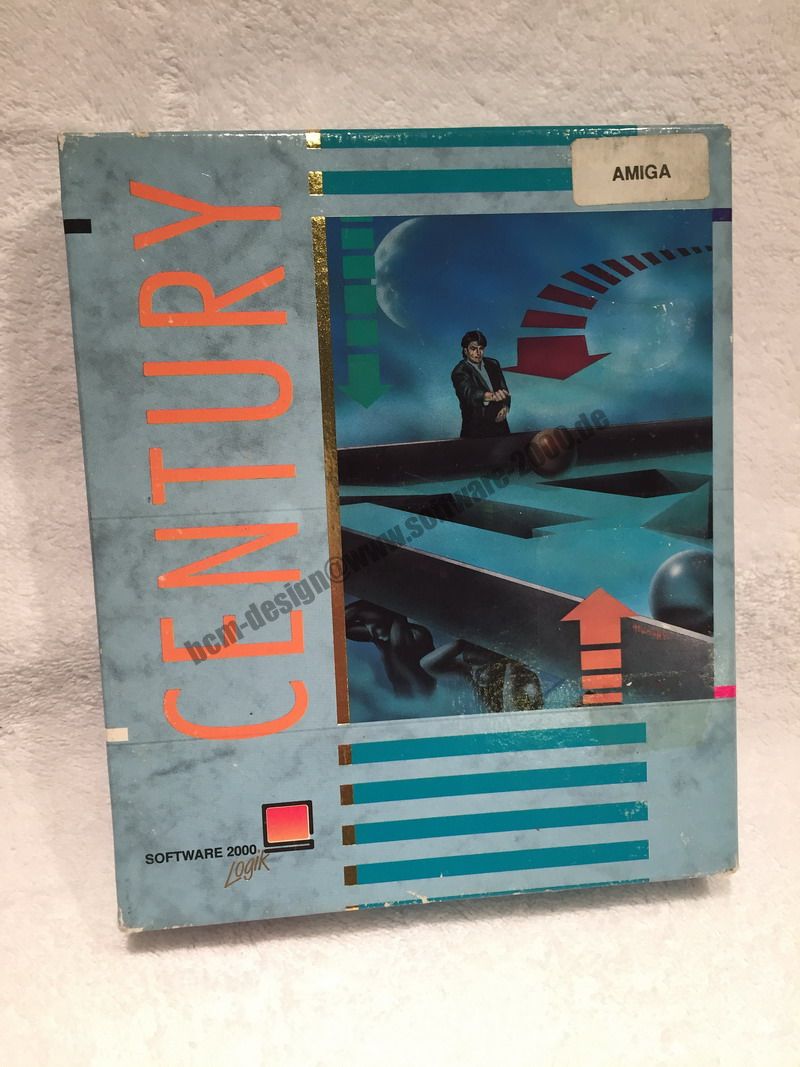 AMIGA
CENTURY
bcm-design@www.software-2000.de
SOFTWARE 2000
Logik